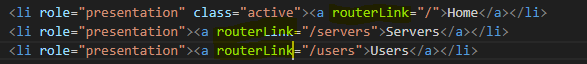 <li role="presentation" class="active"><a routerLink="/">Home</a></li>
<li role="presentation"><a routerLink="/servers">Servers</a></li>
<li role="presentation"><a routerLink="/users">Users</a></li>